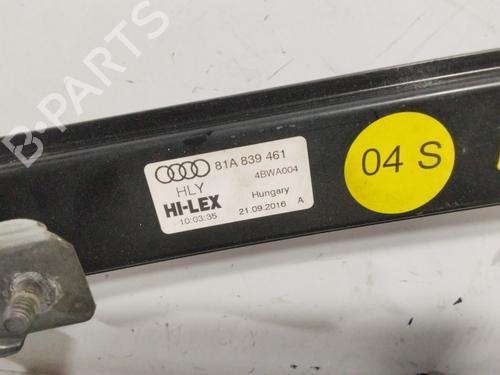 B-PARTS
81A 839 461
HLY
4BWA004
HI-LEX
Hungary
10:03:35
21.09.2016 A
04 S